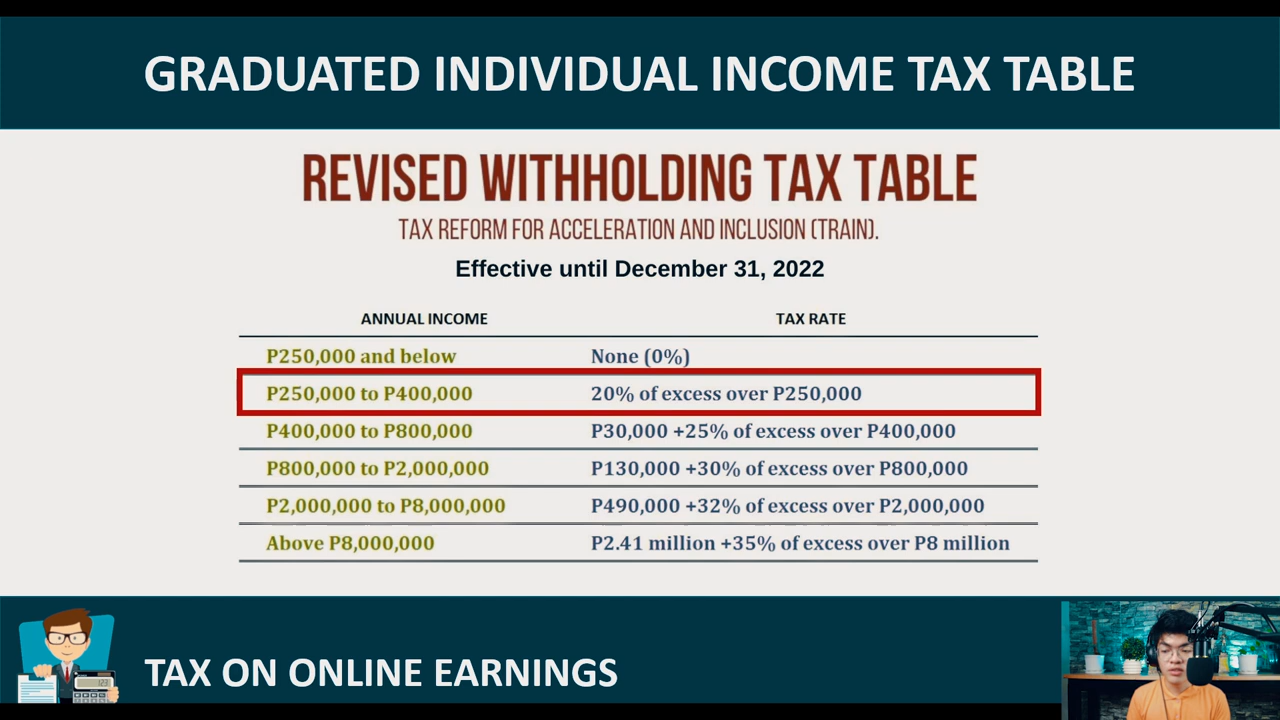 GRADUATED INDIVIDUAL INCOME TAX TABLE
REVISED WITHHOLDING TAX TABLE
TAX REFORM FOR ACCELERATION AND INCLUSION (TRAIN).
Effective until December 31, 2022
ANNUAL INCOME TAX RATE
P250,000 and below None (0%)
P250,000 to P400,000 20% of excess over P250,000
P400,000 to P800,000 P30,000 +25% of excess over P400,000
P800,000 to P2,000,000 P130,000 +30% of excess over P800,000
P2,000,000 to P8,000,000 P490,000 +32% of excess over P2,000,000
Above P8,000,000 P2.41 million +35% of excess over P8 million
TAX ON ONLINE EARNINGS